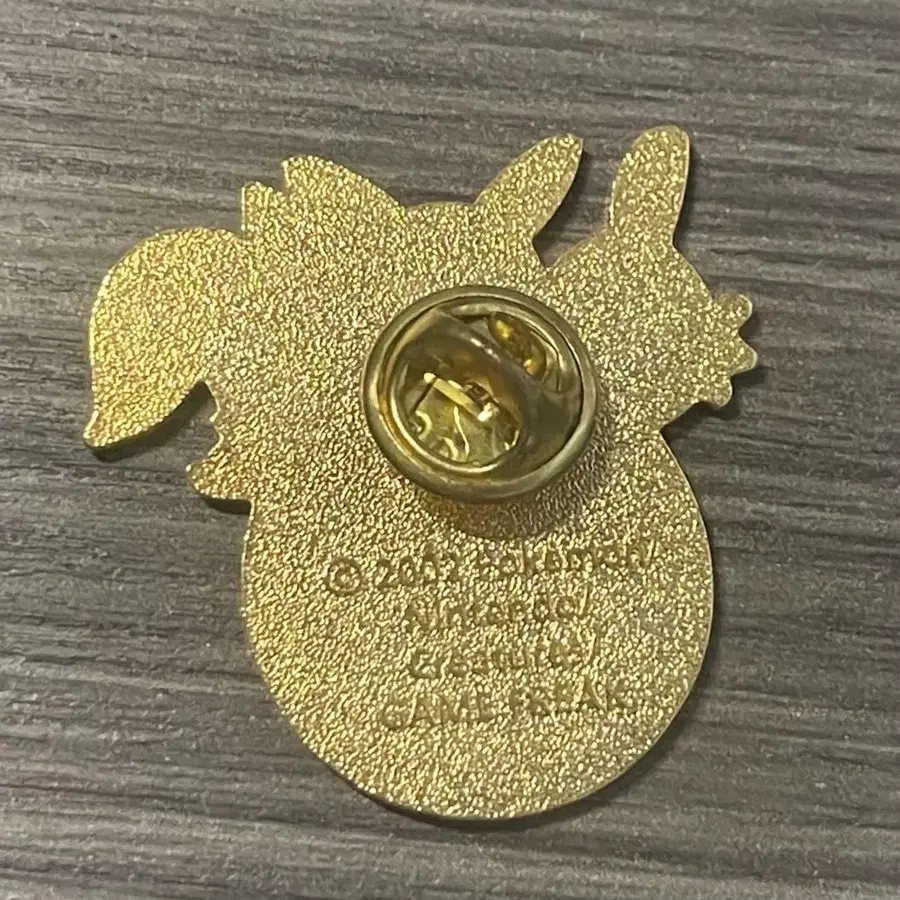 © 2002 Pokémon/
Nintendo/
Creatures/
GAME FREAK